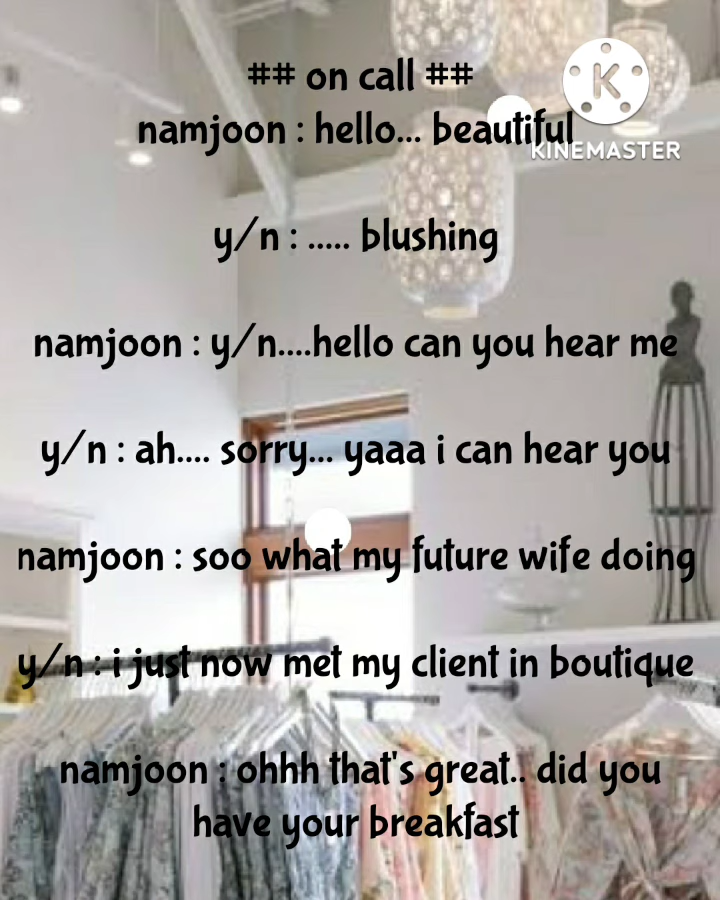 ## on call ##
namjoon : hello... beautiful
K
KINEMASTER
y/n : ..... blushing
namjoon : y/n....hello can you hear me
y/n : ah.... sorry... yaaa i can hear you
namjoon : soo what my future wife doing
y/n : i just now met my client in boutique
namjoon : ohhh that's great.. did you
have your breakfast